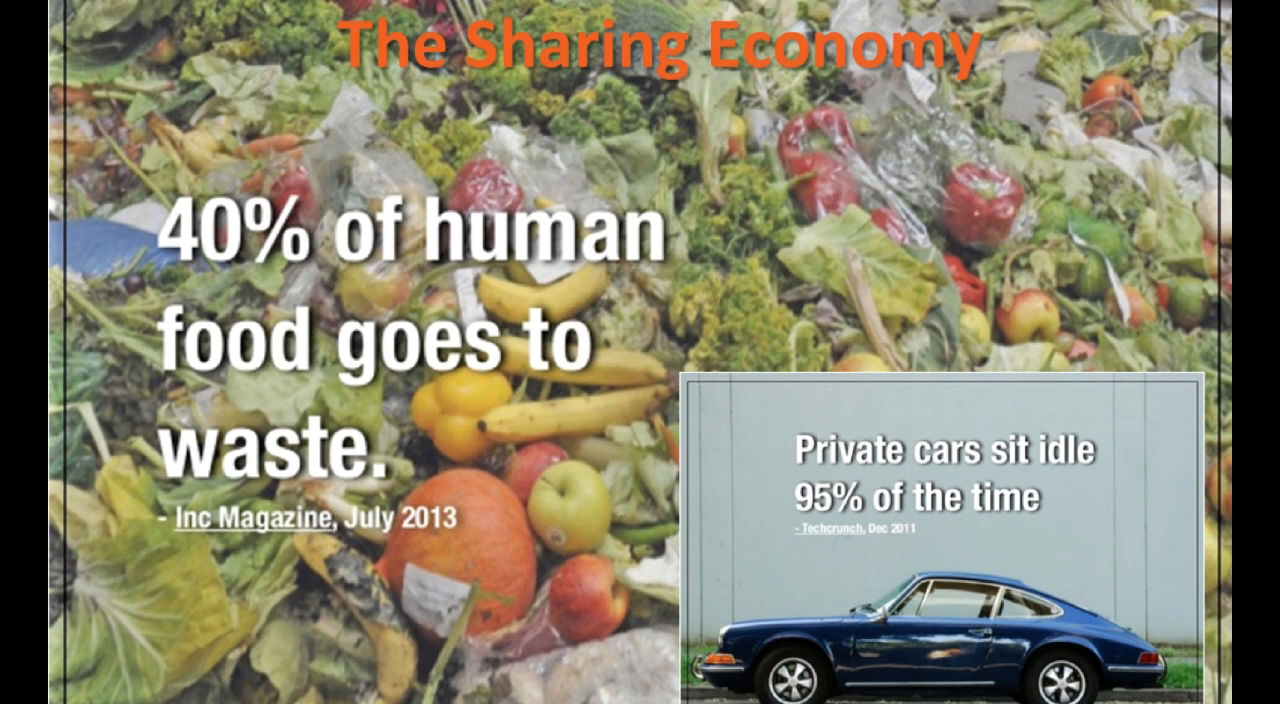 The Sharing Economy
40% of human
food goes to
waste.
- Inc Magazine, July 2013
Private cars sit idle
95% of the time
- Techcrunch, Dec 2011